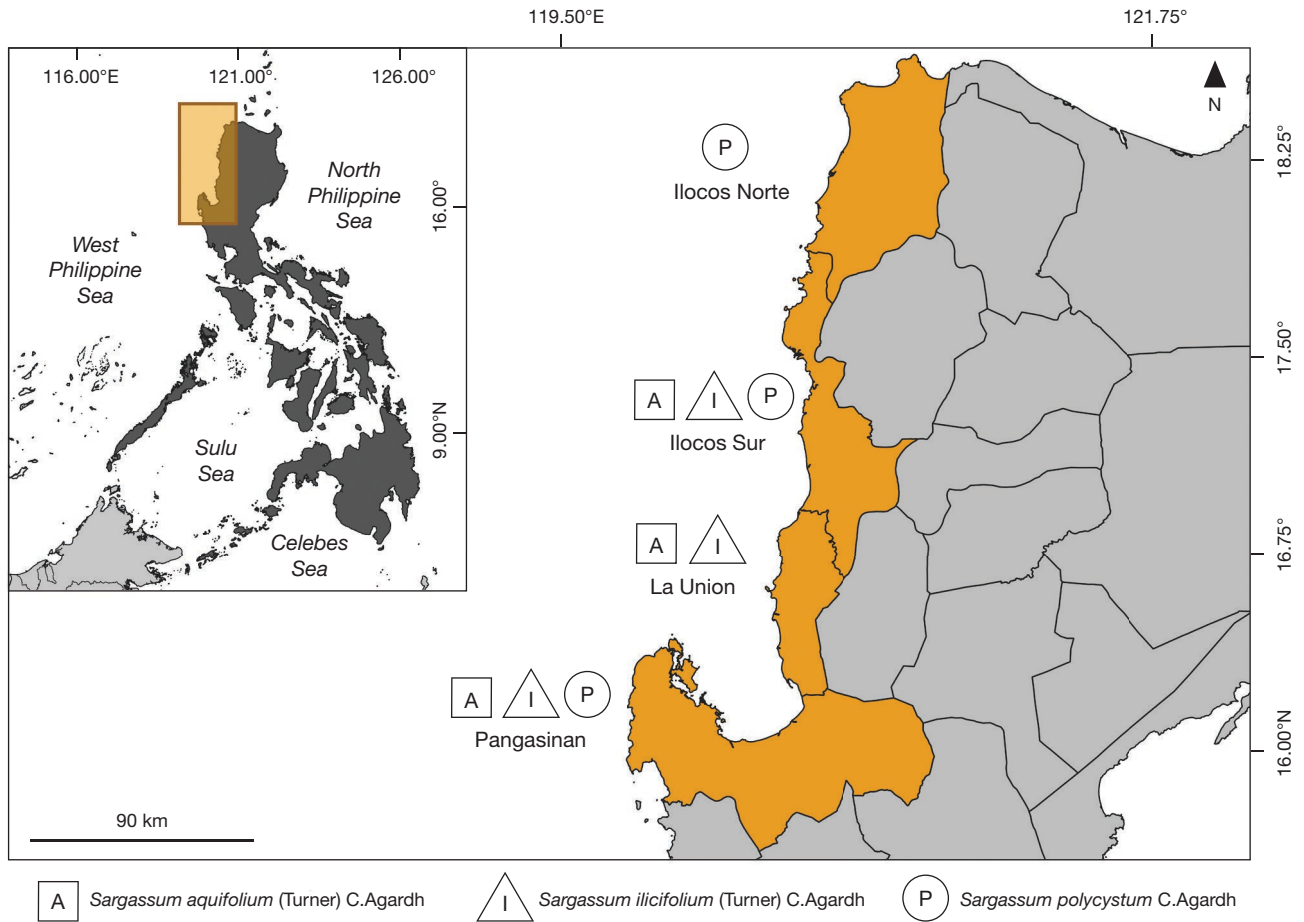 119.50°E
121.75°
116.00°E
121.00°
126.00°
N
18.25°
17.50°
16.75°
16.00°N
16.00°
9.00°N
North
Philippine
Sea
West
Philippine
Sea
Sulu
Sea
Celebes
Sea
P
Ilocos Norte
A I P
Ilocos Sur
A I
La Union
A I P
Pangasinan
90 km
A Sargassum aquifolium (Turner) C.Agardh
I Sargassum ilicifolium (Turner) C.Agardh
P Sargassum polycystum C.Agardh